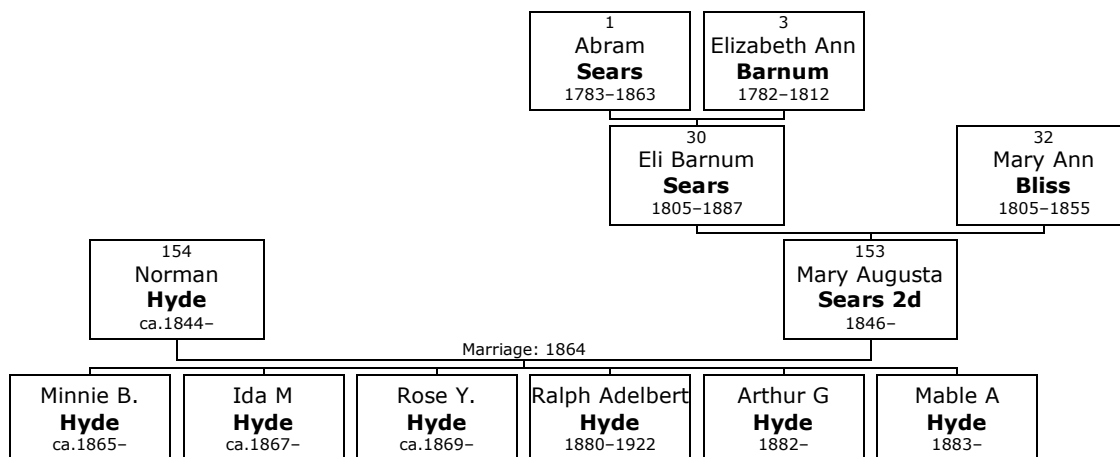 1
Abram
Sears
1783–1863
3
Elizabeth Ann
Barnum
1782–1812
30
Eli Barnum
Sears
1805–1887
32
Mary Ann
Bliss
1805–1855
154
Norman
Hyde
ca.1844–
153
Mary Augusta
Sears 2d
1846–
Marriage: 1864
Minnie B.
Hyde
ca.1865–
Ida M
Hyde
ca.1867–
Rose Y.
Hyde
ca.1869–
Ralph Adelbert
Hyde
1880–1922
Arthur G
Hyde
1882–
Mable A
Hyde
1883–